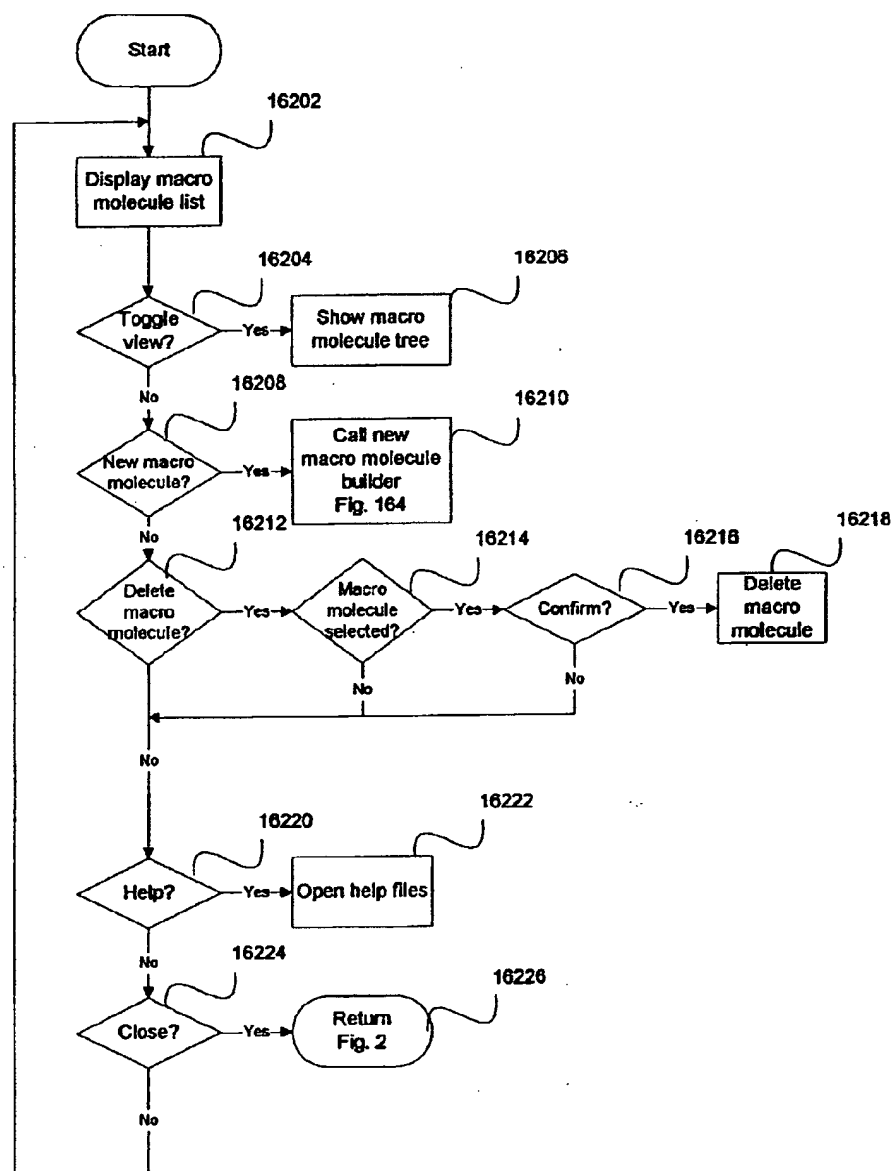 Start
16202
Display macro
molecule list
16204
Toggle
view?
Yes
16206
Show macro
molecule tree
No
16208
New macro
molecule?
Yes
16210
Call new
macro molecule
builder
Fig. 164
No
16212
Delete
macro
molecule?
Yes
16214
Macro
molecule
selected?
Yes
16216
Confirm?
Yes
16218
Delete
macro
molecule
No
No
No
16220
Help?
Yes
16222
Open help files
No
16224
Close?
Yes
16226
Return
Fig. 2
No